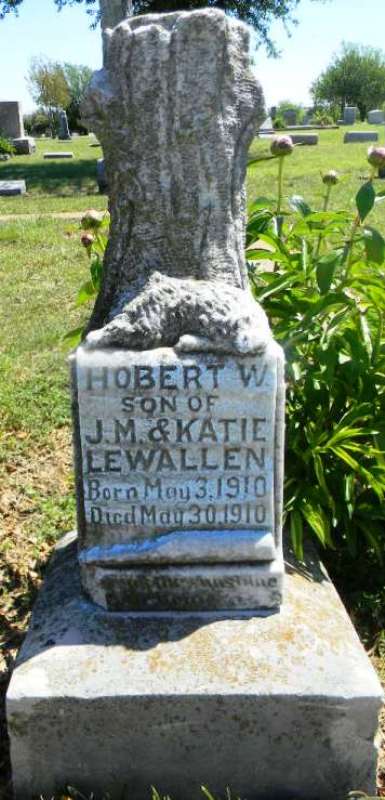 HOBERT W.
SON OF
J.M. & KATIE
LEWALLEN
Born May 3, 1910
Died May 30, 1910